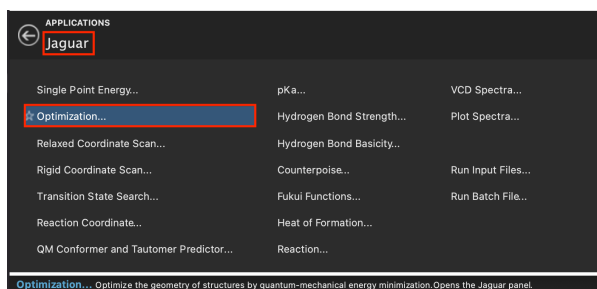 APPLICATIONS
Jaguar
Single Point Energy...
Optimization...
Relaxed Coordinate Scan...
Rigid Coordinate Scan...
Transition State Search...
Reaction Coordinate...
QM Conformer and Tautomer Predictor...
pKa...
Hydrogen Bond Strength...
Hydrogen Bond Basicity...
Counterpoise...
Fukui Functions...
Heat of Formation...
Reaction...
VCD Spectra...
Plot Spectra...
Run Input Files...
Run Batch File...
Optimization... Optimize the geometry of structures by quantum-mechanical energy minimization.Opens the Jaguar panel.